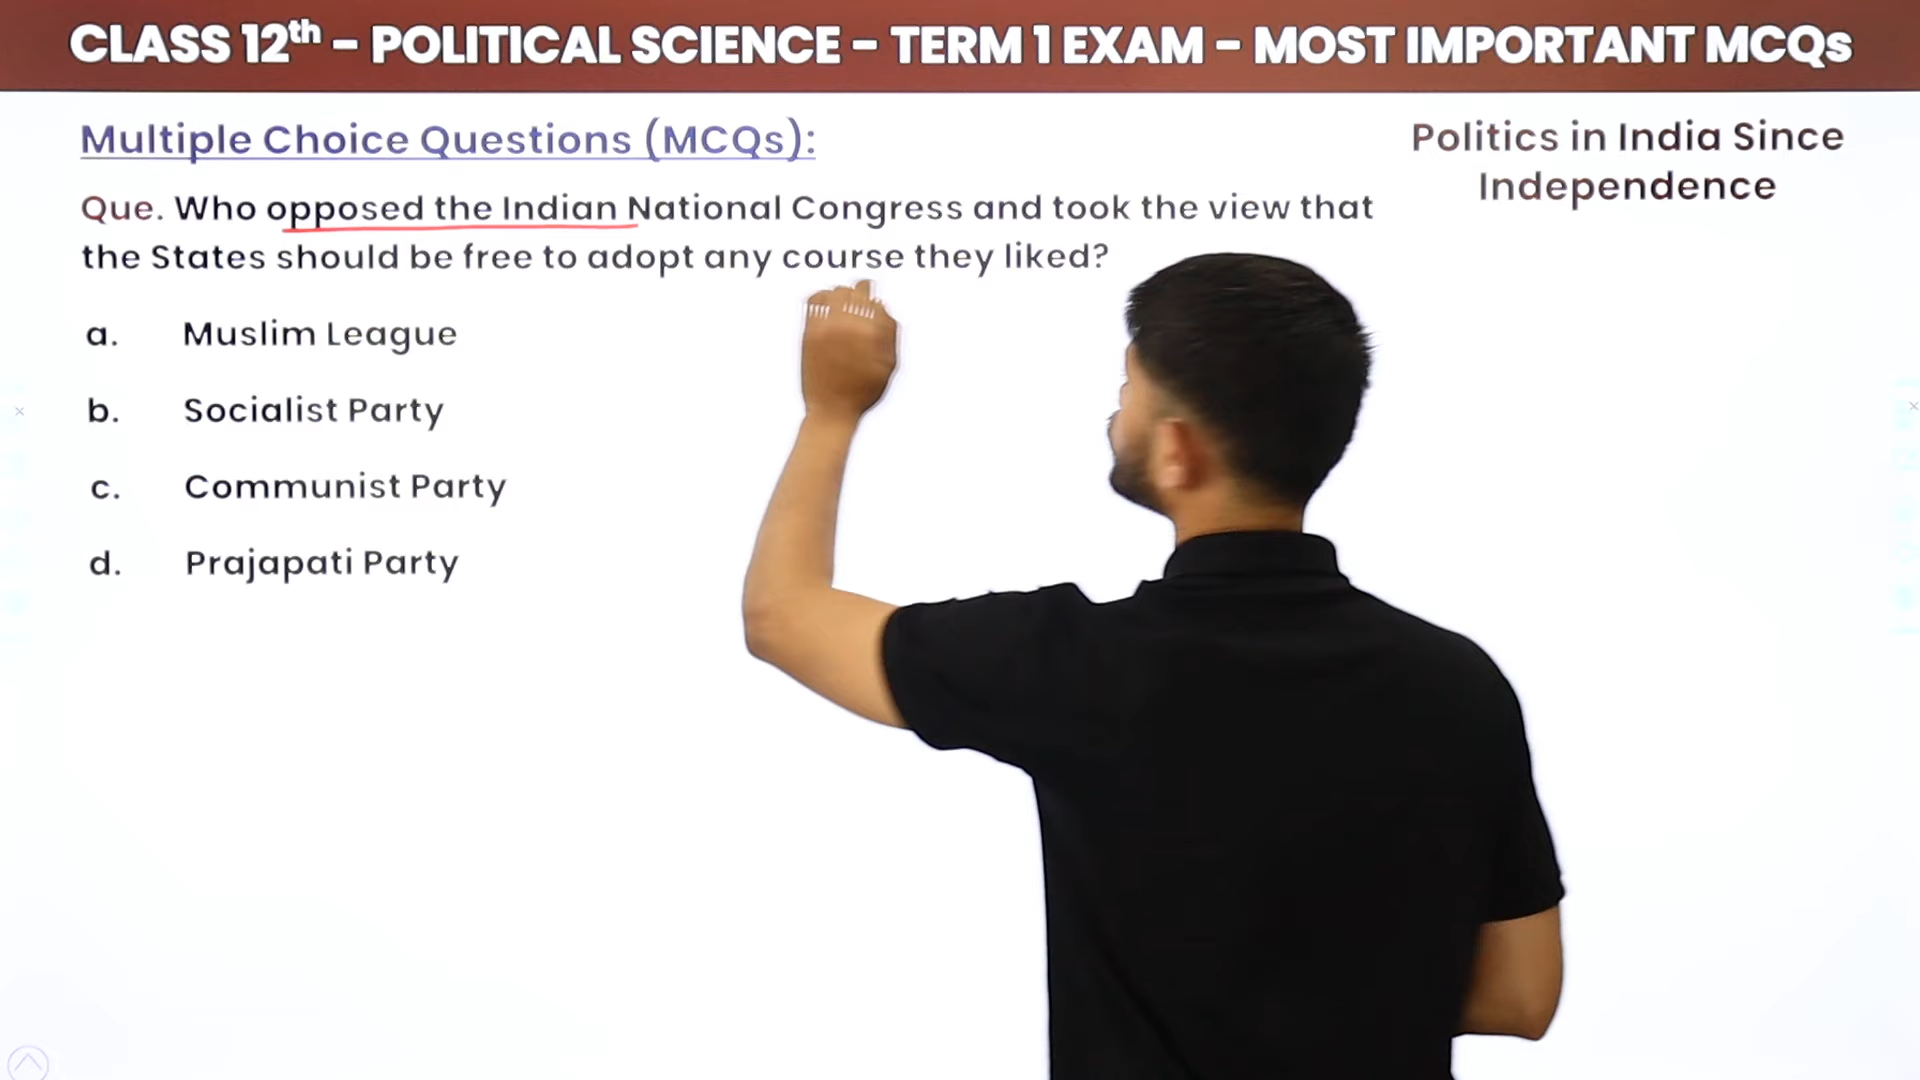 CLASS 12th – POLITICAL SCIENCE – TERM 1 EXAM – MOST IMPORTANT MCQs
Multiple Choice Questions (MCQs):
Politics in India Since
Independence
Que. Who opposed the Indian National Congress and took the view that
the States should be free to adopt any course they liked?
a. Muslim League
b. Socialist Party
c. Communist Party
d. Prajapati Party